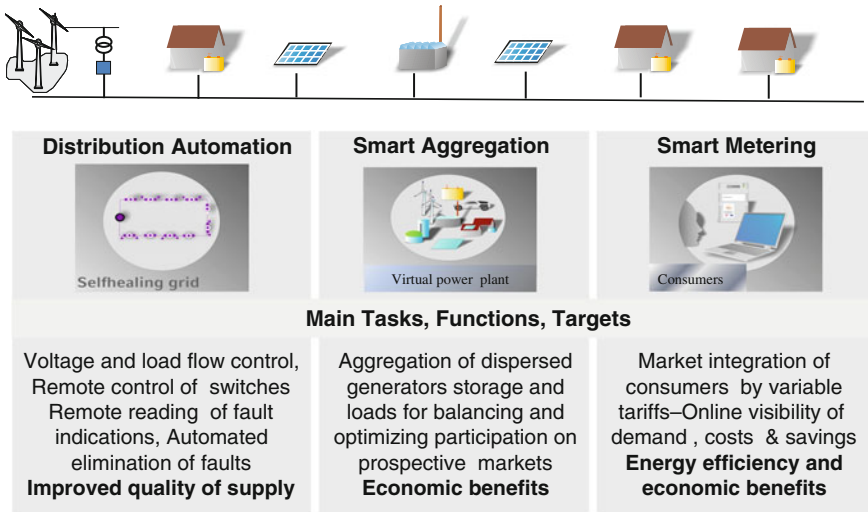 Distribution Automation
Selfhealing grid
Smart Aggregation
Virtual power plant
Smart Metering
Consumers
Main Tasks, Functions, Targets
Voltage and load flow control,
Remote control of switches
Remote reading of fault
indications, Automated
elimination of faults
Improved quality of supply
Aggregation of dispersed
generators storage and
loads for balancing and
optimizing participation on
prospective markets
Economic benefits
Market integration of
consumers by variable
tariffs–Online visibility of
demand , costs & savings
Energy efficiency and
economic benefits